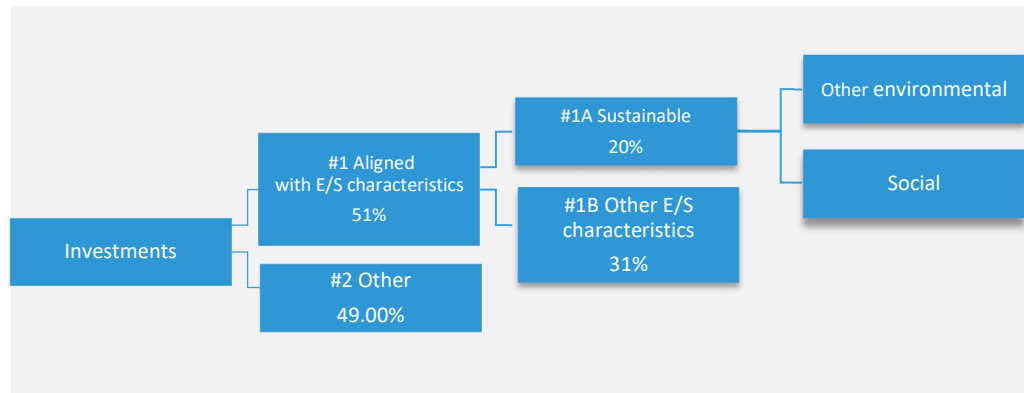 Investments
#1 Aligned
with E/S characteristics
51%
#2 Other
49.00%
#1A Sustainable
20%
#1B Other E/S
characteristics
31%
Other environmental
Social